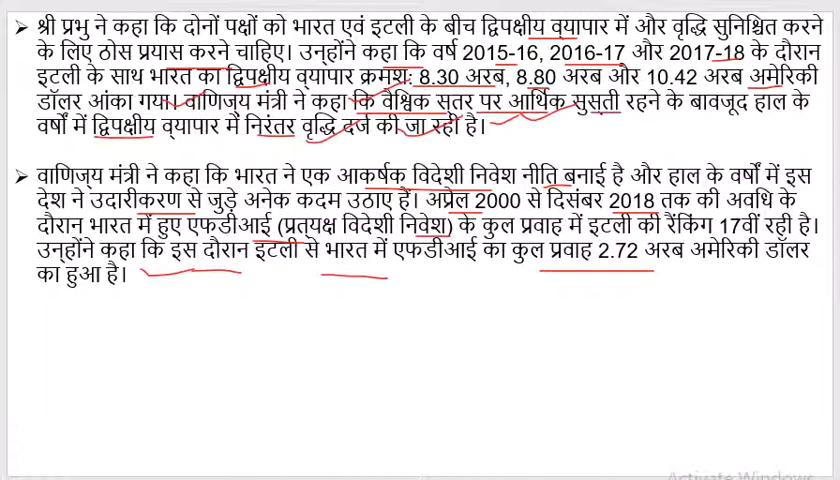 ➢ श्री प्रभु ने कहा कि दोनों पक्षों को भारत एवं इटली के बीच द्विपक्षीय व्यापार में और वृद्धि सुनिश्चित करने
के लिए ठोस प्रयास करने चाहिए। उन्होंने कहा कि वर्ष 2015-16, 2016-17 और 2017-18 के दौरान
इटली के साथ भारत का द्विपक्षीय व्यापार क्रमशः 8.30 अरब, 8.80 अरब और 10.42 अरब अमेरिकी
डॉलर आंका गया। वाणिज्य मंत्री ने कहा कि वैश्विक स्तर पर आर्थिक सुस्ती रहने के बावजूद हाल के
वर्षों में द्विपक्षीय व्यापार में निरंतर वृद्धि दर्ज की जा रही है।
➢ वाणिज्य मंत्री ने कहा कि भारत ने एक आकर्षक विदेशी निवेश नीति बनाई है और हाल के वर्षों में इस
देश ने उदारीकरण से जुड़े अनेक कदम उठाए हैं। अप्रैल 2000 से दिसंबर 2018 तक की अवधि के
दौरान भारत में हुए एफडीआई (प्रत्यक्ष विदेशी निवेश) के कुल प्रवाह में इटली की रैंकिंग 17वीं रही है।
उन्होंने कहा कि इस दौरान इटली से भारत में एफडीआई का कुल प्रवाह 2.72 अरब अमेरिकी डॉलर
का हुआ है।
Activate Windows